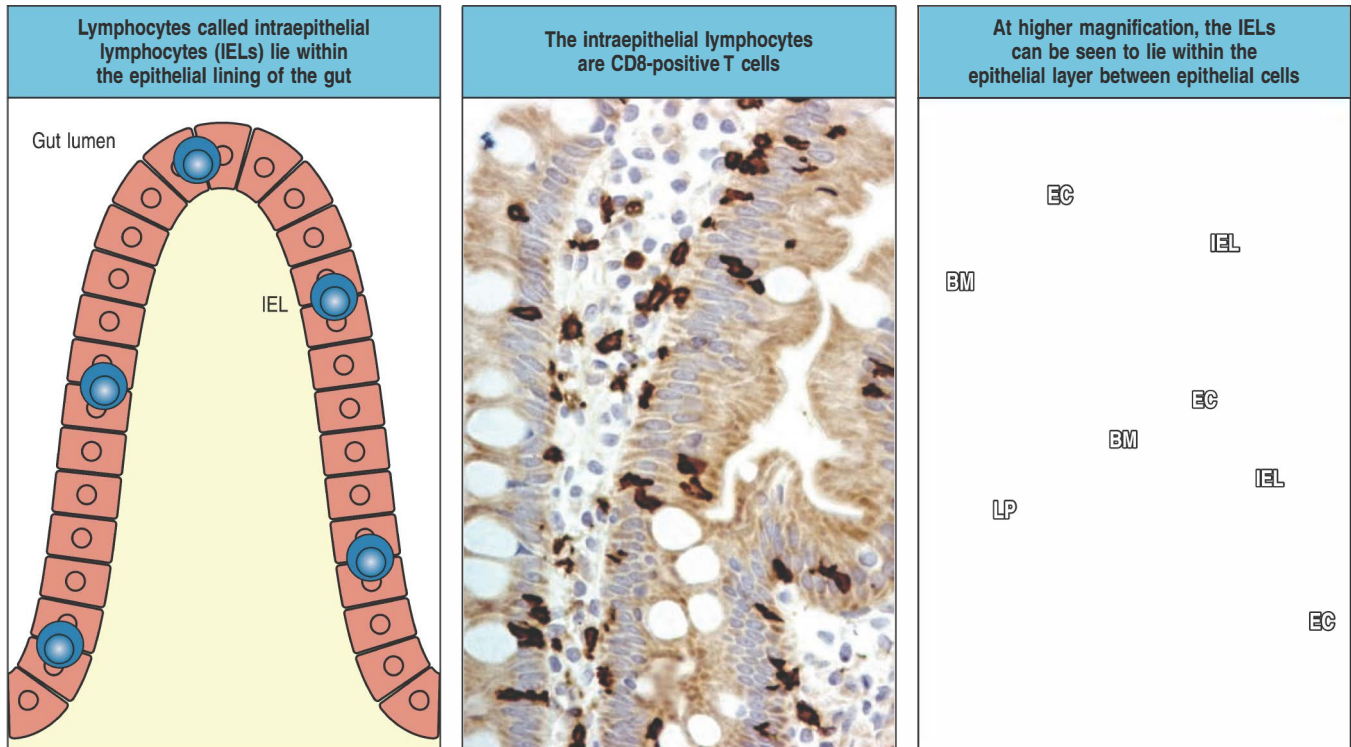 Lymphocytes called intraepithelial
lymphocytes (IELs) lie within
the epithelial lining of the gut
Gut lumen
IEL
The intraepithelial lymphocytes
are CD8-positive T cells
At higher magnification, the IELs
can be seen to lie within the
epithelial layer between epithelial cells
EC
IEL
BM
EC
BM
IEL
LP
EC